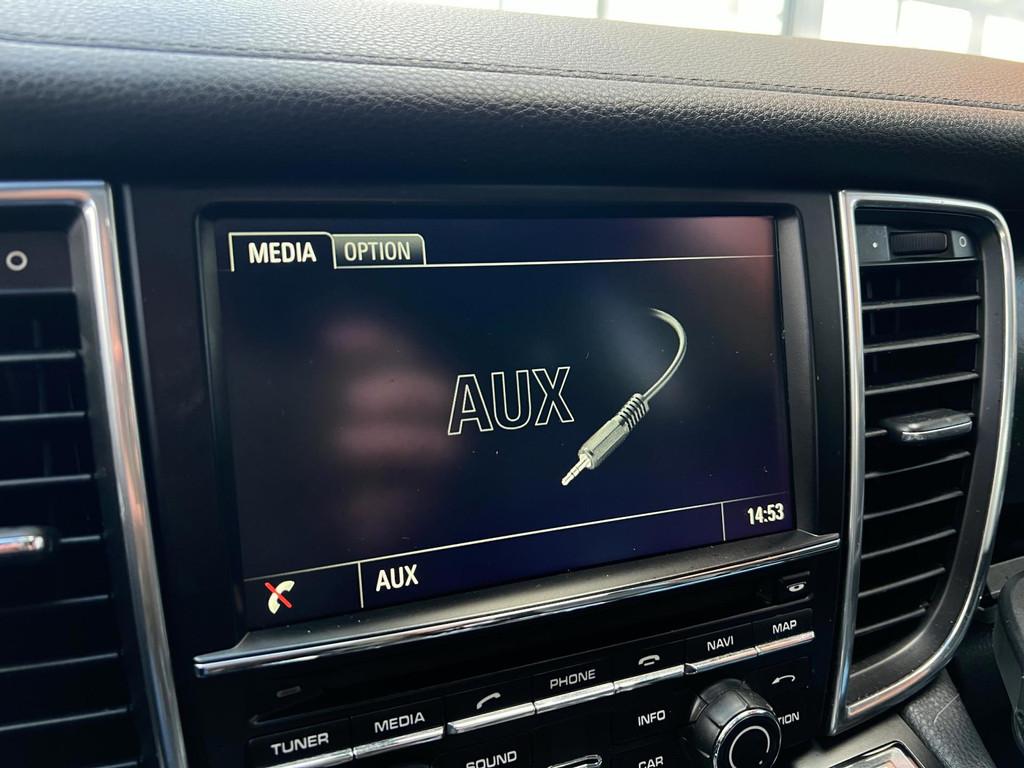 MEDIA OPTION
AUX
AUX 14:53
TUNER MEDIA PHONE NAVI MAP
SOUND CAR INFO